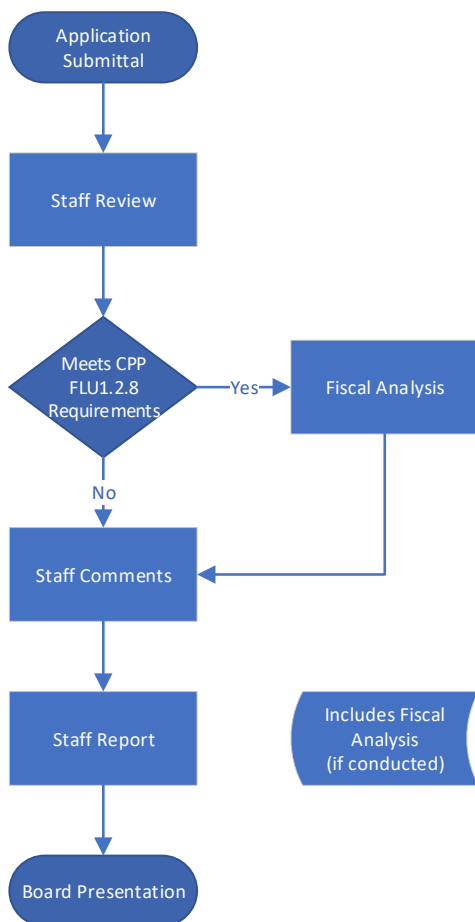 Application
Submittal
Staff Review
Meets CPP
FLU1.2.8
Requirements
Yes
Fiscal Analysis
No
Staff Comments
Staff Report
Includes Fiscal
Analysis
(if conducted)
Board Presentation